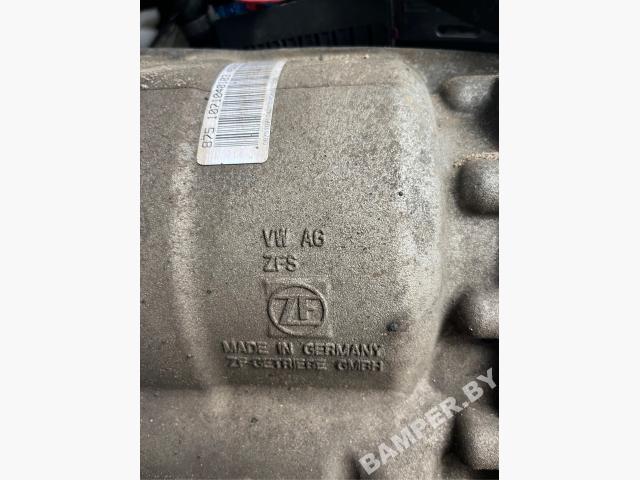 VW AG
ZFS
ZF
MADE IN GERMANY
ZF-GETRIEBE GMBH
BAMPER.BY